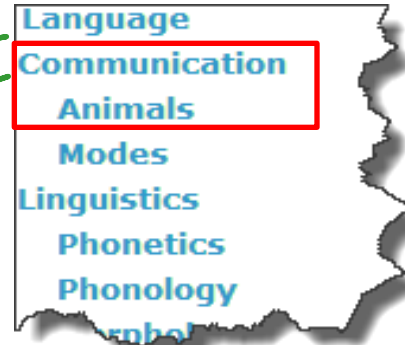 Language
Communication
Animals
Modes
Linguistics
Phonetics
Phonology